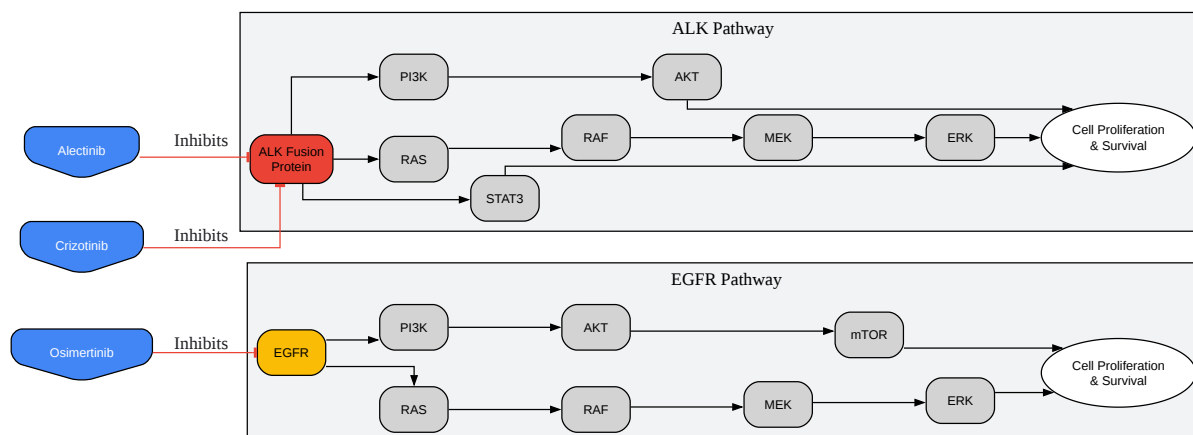 ALK Pathway
PI3K
AKT
Alectinib
Inhibits
ALK Fusion
Protein
RAS
RAF
MEK
ERK
Cell Proliferation
& Survival
STAT3
Crizotinib
Inhibits
EGFR Pathway
PI3K
AKT
mTOR
Osimertinib
Inhibits
EGFR
Cell Proliferation
& Survival
RAS
RAF
MEK
ERK